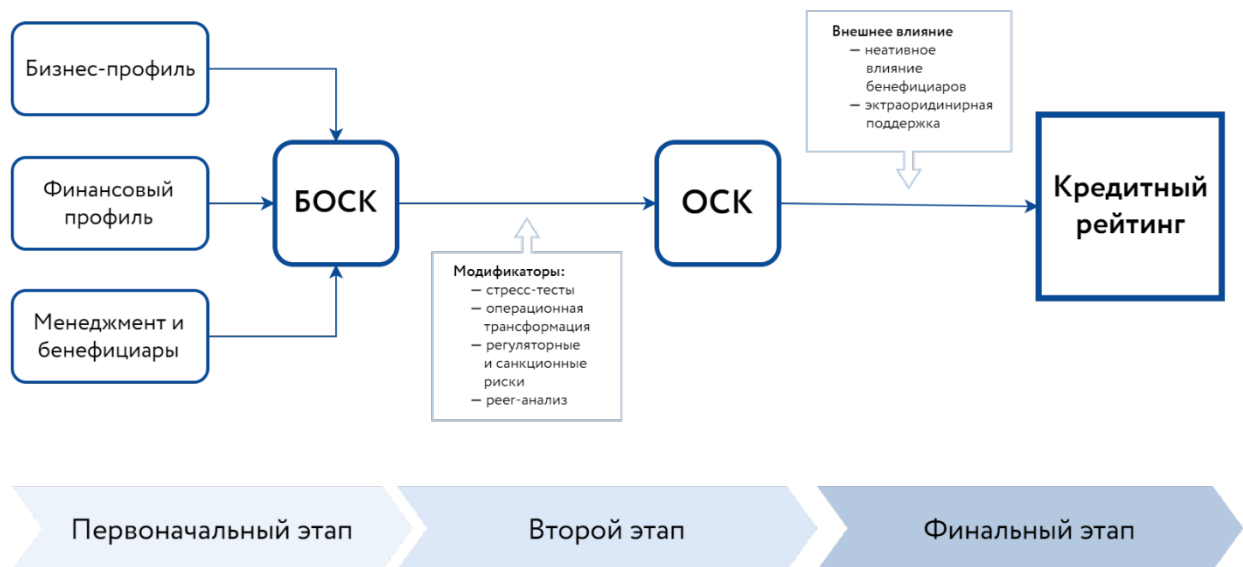 Бизнес-профиль
Финансовый
профиль
Менеджмент и
бенефициары
БОСК
Модификаторы:
— стресс-тесты
— операционная
трансформация
— регуляторные
и санкционные
риски
— peer-анализ
ОСК
Внешнее влияние
— неативное
влияние
бенефициаров
— эктраоридинирная
поддержка
Кредитный
рейтинг
Первоначальный этап
Второй этап
Финальный этап